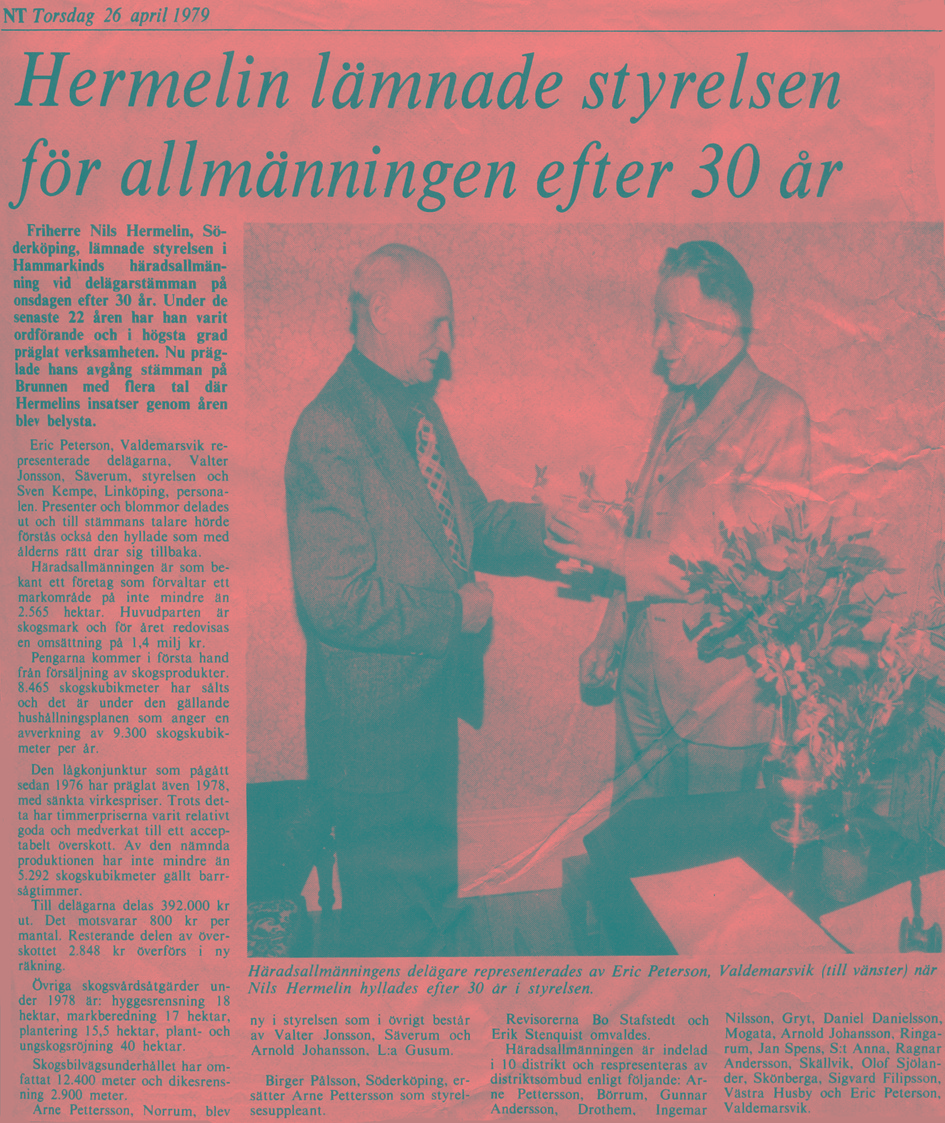 NT Torsdag 26 april 1979
Hermelin lämnade styrelsen
för allmänningen efter 30 år
Friherre Nils Hermelin, Sö-
derköping, lämnade styrelsen i
Hammarkinds häradsallmän-
ning vid delägarstämman på
onsdagen efter 30 år. Under de
senaste 22 åren har han varit
ordförande och i högsta grad
präglat verksamheten. Nu präg-
lade hans avgång stämman på
Brunnen med flera tal där
Hermelins insatser genom åren
blev belysta.
Eric Peterson, Valdemarsvik re-
presenterade delägarna, Valter
Jonsson, Säverum, styrelsen och
Sven Kempe, Linköping, persona-
len. Presenter och blommor delades
ut och till stämmans talare hörde
förstås också den hyllade som med
ålderns rätt drar sig tillbaka.
Häradsallmänningen är som be-
kant ett företag som förvaltar ett
markområde på inte mindre än
2.565 hektar. Huvudparten är
skogsmark och för året redovisas
en omsättning på 1,4 milj kr.
Pengarna kommer i första hand
från försäljning av skogsprodukter.
8.465 skogskubikmeter har sålts
och det är under den gällande
hushållningsplanen som anger en
avverkning av 9.300 skogskubik-
meter per år.
Den lågkonjunktur som pågått
sedan 1976 har präglat även 1978,
med sänkta virkespriser. Trots det-
ta har timmerpriserna varit relativt
goda och medverkat till ett accep-
tabelt överskott. Av den nämnda
produktionen har inte mindre än
5.292 skogskubikmeter gällt barr-
sågtimmer.
Till delägarna delas 392.000 kr
ut. Det motsvarar 800 kr per
mantal. Resterande delen av över-
skottet 2.848 kr överförs i ny
räkning.
Övriga skogsvårdsåtgärder un-
der 1978 är: hyggesrensning 18
hektar, markberedning 17 hektar,
plantering 15,5 hektar, plant- och
ungskogsröjning 40 hektar.
Skogsbilvägsunderhållet har om-
fattat 12.400 meter och dikesrens-
ning 2.900 meter.
Arne Pettersson, Norrum, blev
Häradsallmänningens delägare representerades av Eric Peterson, Valdemarsvik (till vänster) när
Nils Hermelin hyllades efter 30 år i styrelsen.
ny i styrelsen som i övrigt består
av Valter Jonsson, Säverum och
Arnold Johansson, L:a Gusum.
Birger Pålsson, Söderköping, er-
sätter Arne Pettersson som styrel-
sesuppleant.
Revisorerna Bo Stafstedt och
Erik Stenquist omvaldes.
Häradsallmänningen är indelad
i 10 distrikt och respresenteras av
distriktsombud enligt följande: Ar-
ne Pettersson, Börrum, Gunnar
Andersson, Drothem, Ingemar
Nilsson, Gryt, Daniel Danielsson,
Mogata, Arnold Johansson, Ringa-
rum, Jan Spens, S:t Anna, Ragnar
Andersson, Skällvik, Olof Sjölan-
der, Skönberga, Sigvard Filipsson,
Västra Husby och Eric Peterson,
Valdemarsvik.